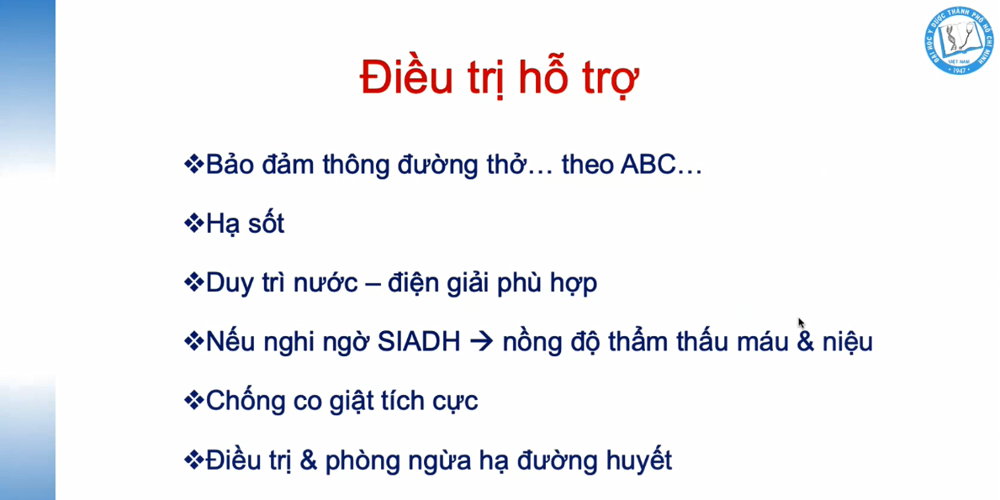 ĐẠI HỌC Y DƯỢC THÀNH PHỐ HỒ CHÍ MINH
VIỆT NAM
1947
Điều trị hỗ trợ
❖Bảo đảm thông đường thở… theo ABC…
❖Hạ sốt
❖Duy trì nước – điện giải phù hợp
❖Nếu nghi ngờ SIADH → nồng độ thẩm thấu máu & niệu
❖Chống co giật tích cực
❖Điều trị & phòng ngừa hạ đường huyết